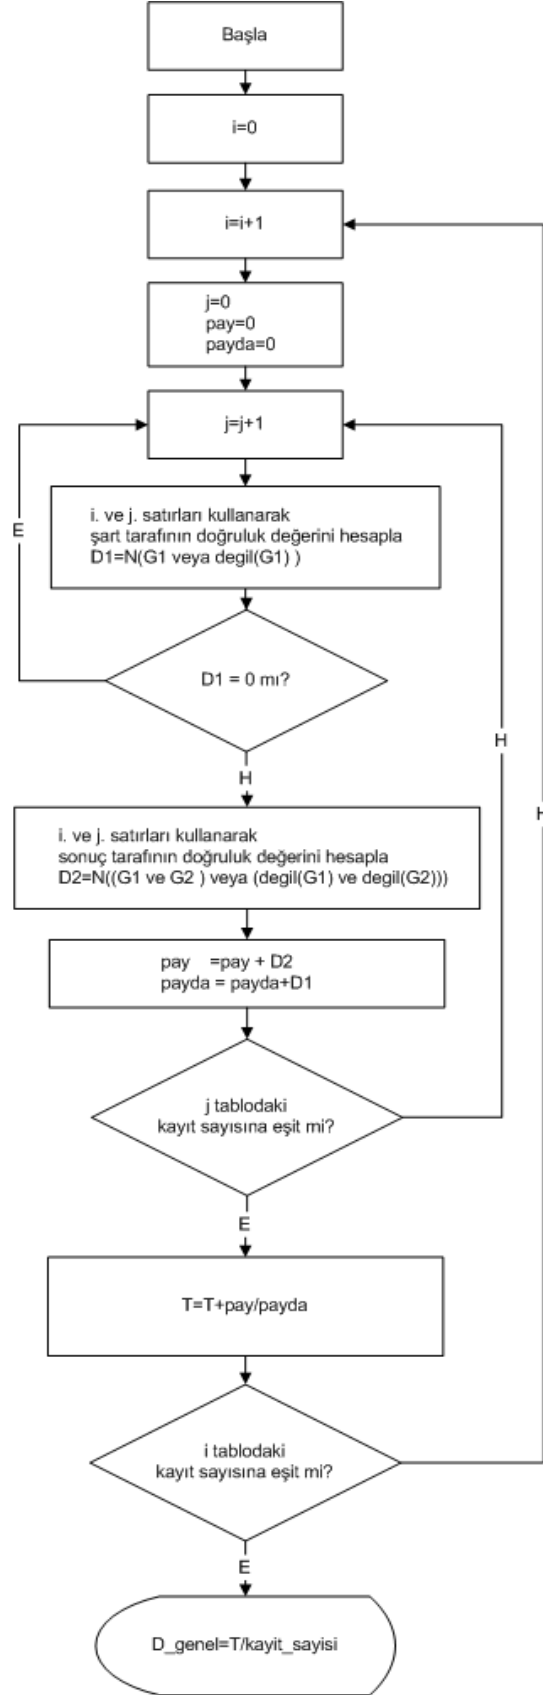 Başla
i=0
i=i+1
j=0
pay=0
payda=0
j=j+1
E
i. ve j. satırları kullanarak
şart tarafının doğruluk değerini hesapla
D1=N(G1 veya degil(G1) )
D1 = 0 mı?
H
H
H
i. ve j. satırları kullanarak
sonuç tarafının doğruluk değerini hesapla
D2=N((G1 ve G2 ) veya (degil(G1) ve degil(G2)))
pay =pay + D2
payda = payda+D1
j tablodaki
kayıt sayısına eşit mi?
E
T=T+pay/payda
i tablodaki
kayıt sayısına eşit mi?
E
D_genel=T/kayit_sayisi